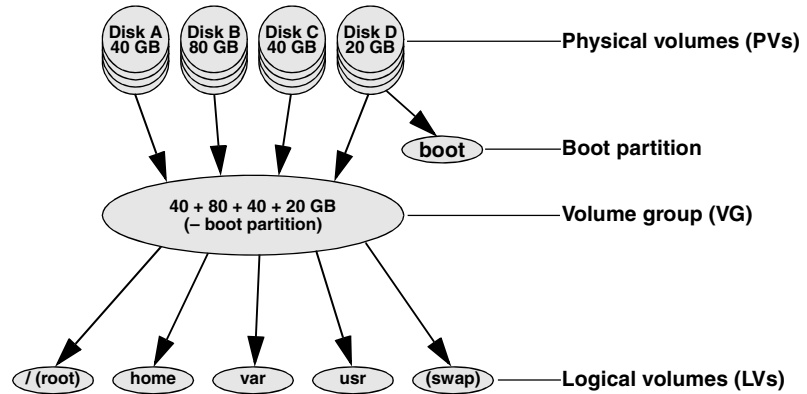 Disk A
40 GB
Disk B
80 GB
Disk C
40 GB
Disk D
20 GB
Physical volumes (PVs)
boot
Boot partition
40 + 80 + 40 + 20 GB
(– boot partition)
Volume group (VG)
/ (root)
home
var
usr
(swap)
Logical volumes (LVs)